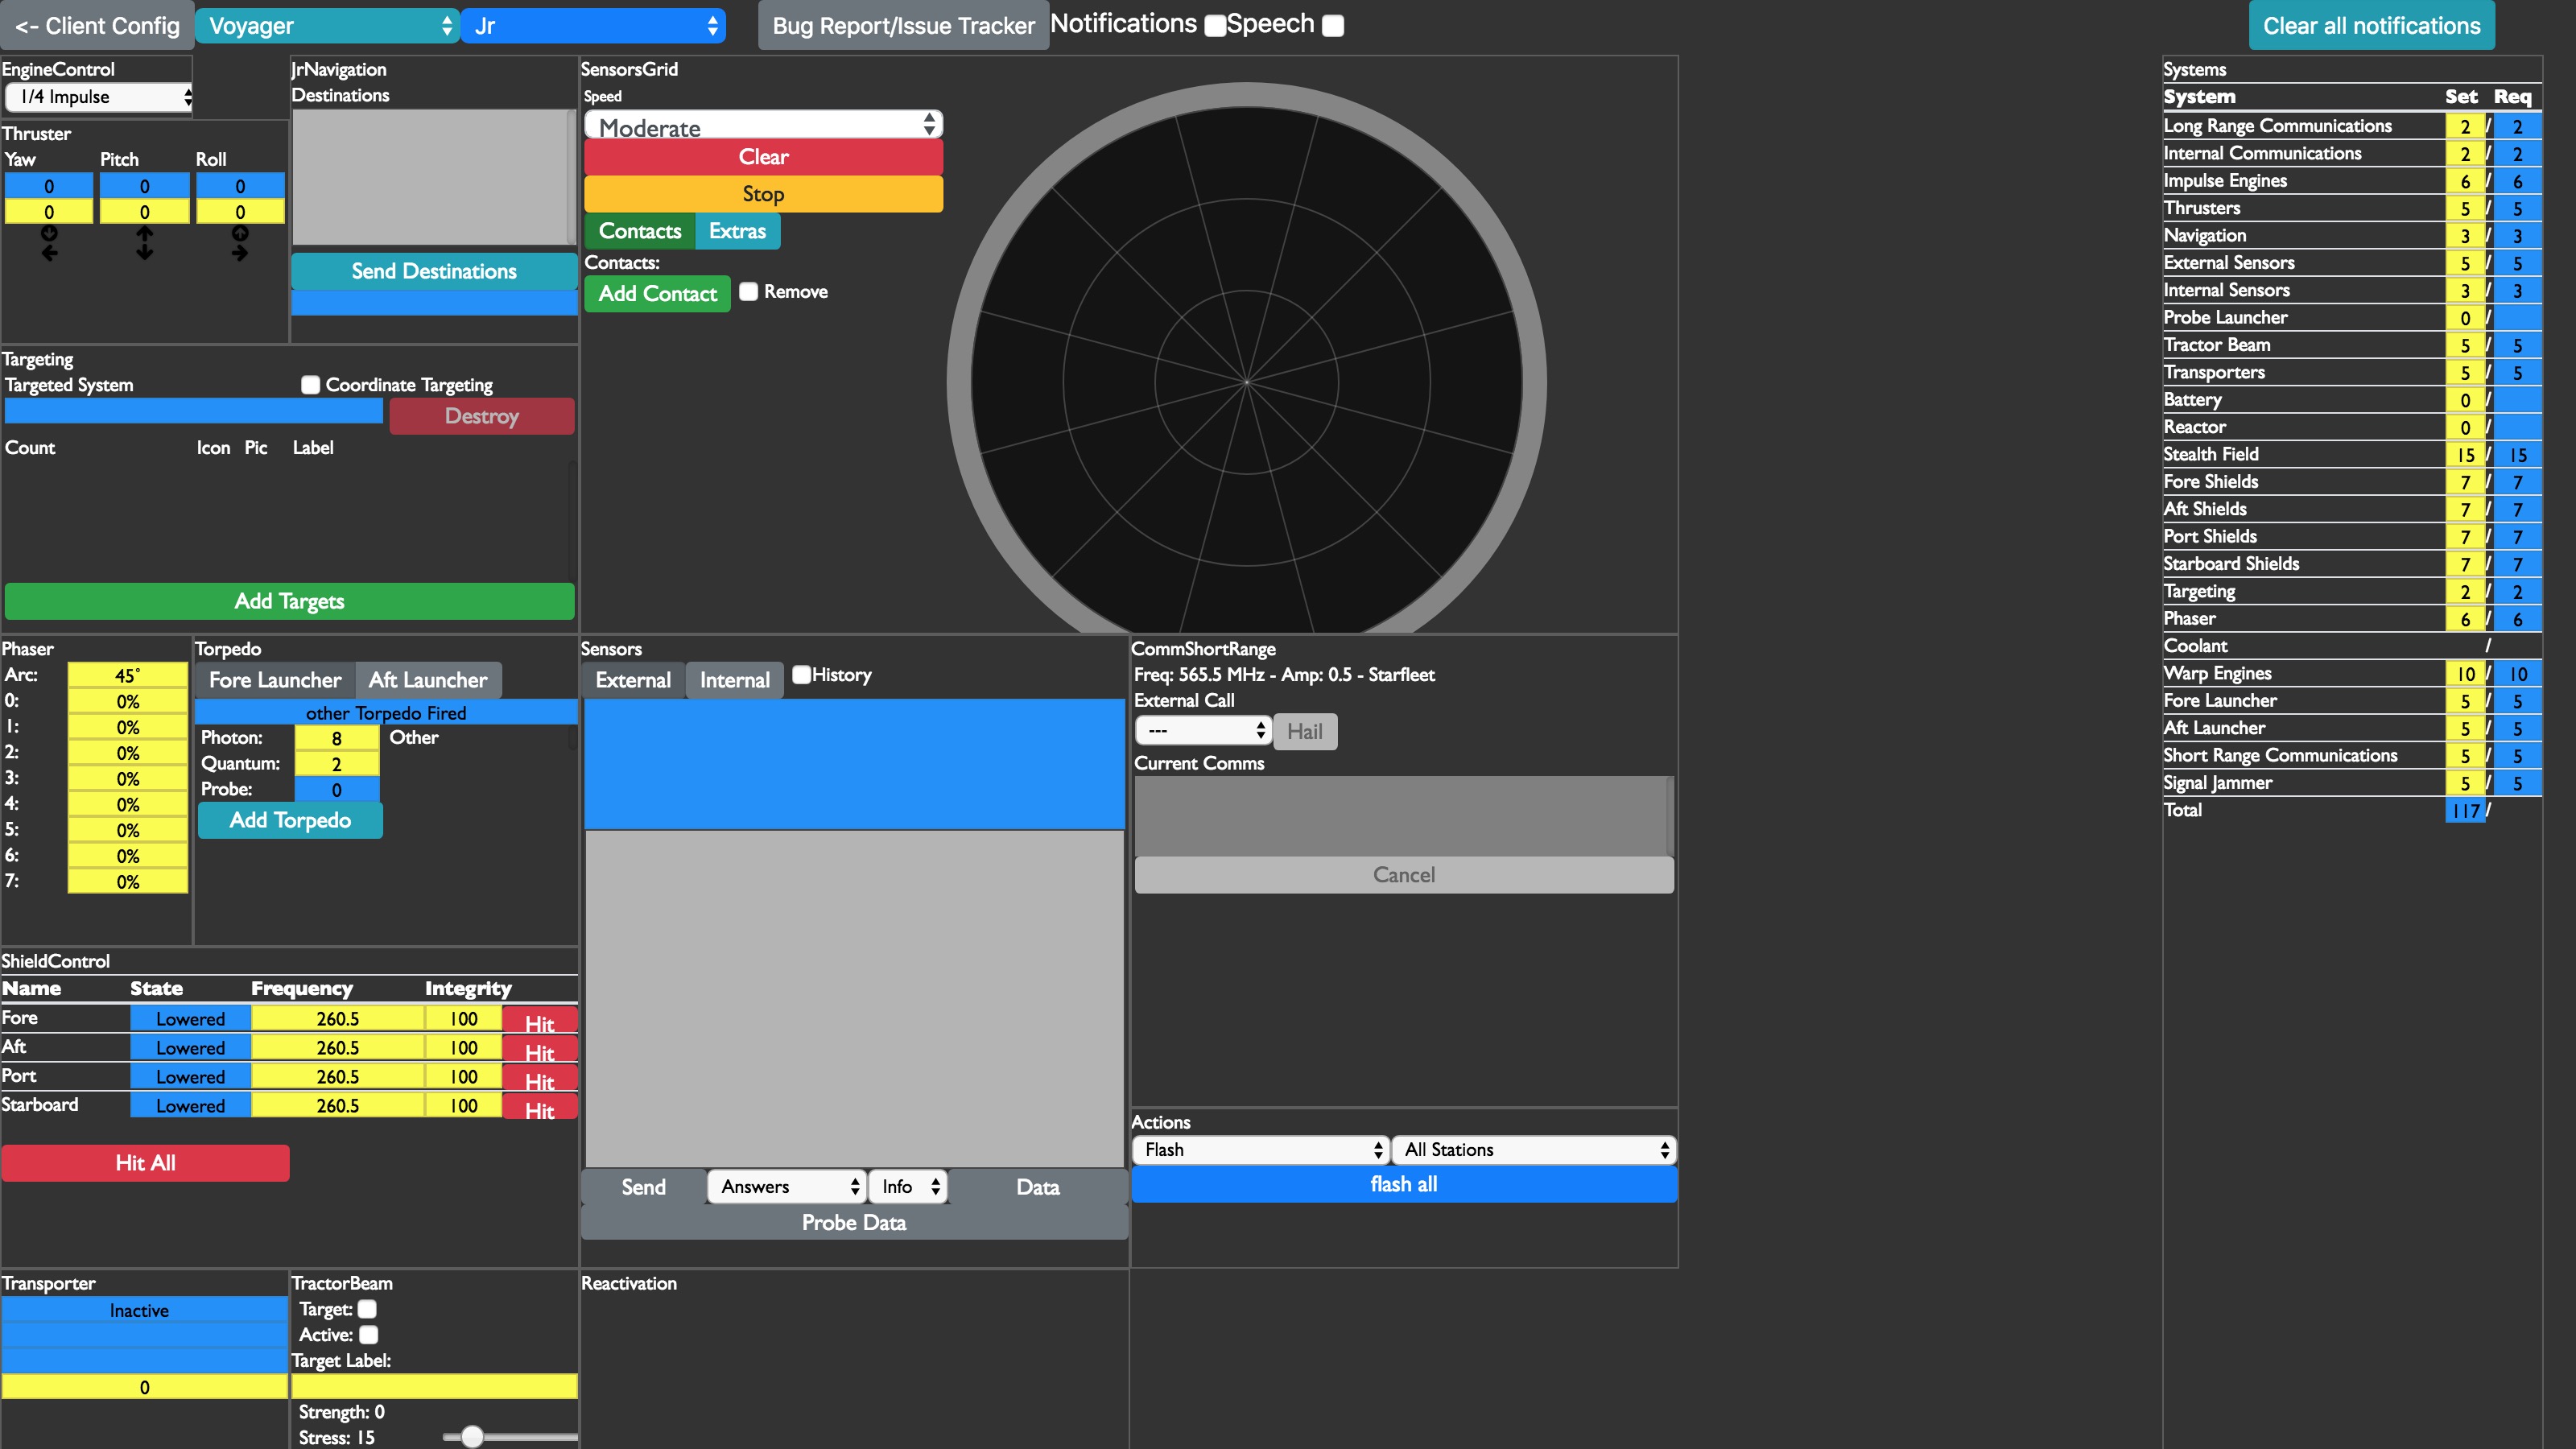 <- Client Config Voyager Jr Bug Report/Issue Tracker Notifications Speech Clear all notifications
EngineControl
1/4 Impulse
Thruster
Yaw Pitch Roll
0 0 0
0 0 0
JrNavigation
Destinations
Send Destinations
SensorsGrid
Speed
Moderate
Clear
Stop
Contacts Extras
Contacts:
Add Contact Remove
Targeting
Targeted System Coordinate Targeting
Destroy
Count Icon Pic Label
Add Targets
Phaser
Arc: 45°
0: 0%
1: 0%
2: 0%
3: 0%
4: 0%
5: 0%
6: 0%
7: 0%
Torpedo
Fore Launcher Aft Launcher
other Torpedo Fired
Photon: 8 Other
Quantum: 2
Probe: 0
Add Torpedo
Sensors
External Internal History
Send Answers Info Data
Probe Data
CommShortRange
Freq: 565.5 MHz - Amp: 0.5 - Starfleet
External Call
--- Hail
Current Comms
Cancel
Actions
Flash All Stations
flash all
ShieldControl
Name State Frequency Integrity
Fore Lowered 260.5 100 Hit
Aft Lowered 260.5 100 Hit
Port Lowered 260.5 100 Hit
Starboard Lowered 260.5 100 Hit
Hit All
Transporter
Inactive
0
TractorBeam
Target:
Active:
Target Label:
Strength: 0
Stress: 15
Reactivation
Systems
System Set Req
Long Range Communications 2 / 2
Internal Communications 2 / 2
Impulse Engines 6 / 6
Thrusters 5 / 5
Navigation 3 / 3
External Sensors 5 / 5
Internal Sensors 3 / 3
Probe Launcher 0 /
Tractor Beam 5 / 5
Transporters 5 / 5
Battery 0 /
Reactor 0 /
Stealth Field 15 / 15
Fore Shields 7 / 7
Aft Shields 7 / 7
Port Shields 7 / 7
Starboard Shields 7 / 7
Targeting 2 / 2
Phaser 6 / 6
Coolant /
Warp Engines 10 / 10
Fore Launcher 5 / 5
Aft Launcher 5 / 5
Short Range Communications 5 / 5
Signal Jammer 5 / 5
Total 117 /